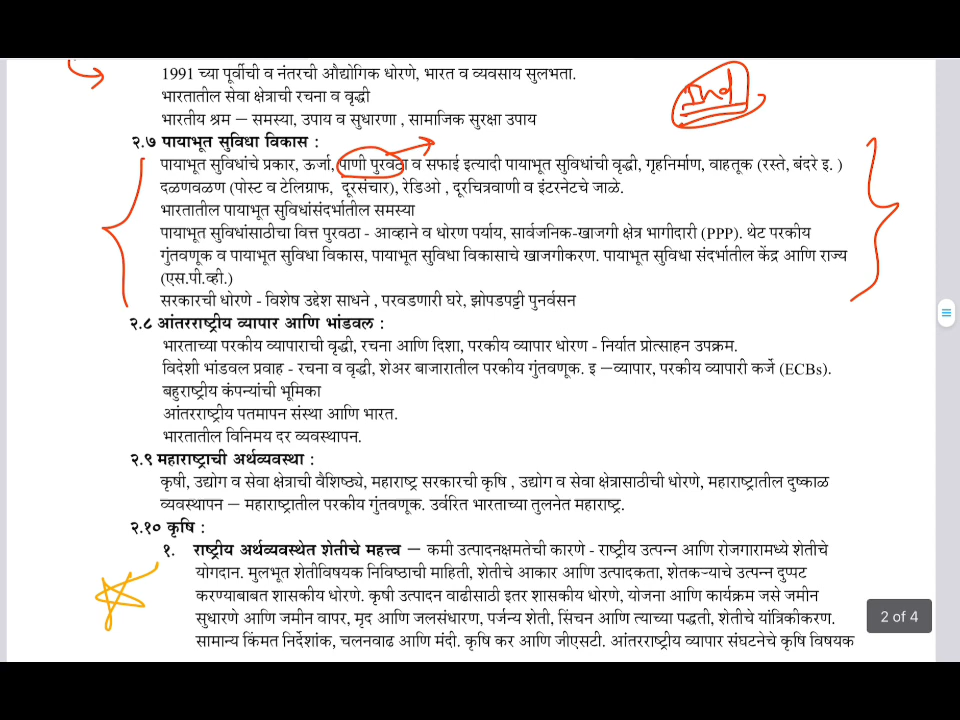 1991 च्या पूर्वीची व नंतरची औद्योगिक धोरणे, भारत व व्यवसाय सुलभता.
भारतातील सेवा क्षेत्राची रचना व वृद्धी
भारतीय श्रम – समस्या, उपाय व सुधारणा , सामाजिक सुरक्षा उपाय
Ind
२.७ पायाभूत सुविधा विकास :
पायाभूत सुविधांचे प्रकार, ऊर्जा, पाणी पुरवठा व सफाई इत्यादी पायाभूत सुविधांची वृद्धी, गृहनिर्माण, वाहतूक (रस्ते, बंदरे इ. )
दळणवळण (पोस्ट व टेलिग्राफ, दूरसंचार), रेडिओ , दूरचित्रवाणी व इंटरनेटचे जाळे.
भारतातील पायाभूत सुविधांसंदर्भातील समस्या
पायाभूत सुविधांसाठीचा वित्त पुरवठा - आव्हाने व धोरण पर्याय, सार्वजनिक-खाजगी क्षेत्र भागीदारी (PPP). थेट परकीय
गुंतवणूक व पायाभूत सुविधा विकास, पायाभूत सुविधा विकासाचे खाजगीकरण. पायाभूत सुविधा संदर्भातील केंद्र आणि राज्य
(एस.पी.व्ही.)
सरकारची धोरणे - विशेष उद्देश साधने , परवडणारी घरे, झोपडपट्टी पुनर्वसन
२.८ आंतरराष्ट्रीय व्यापार आणि भांडवल :
भारताच्या परकीय व्यापाराची वृद्धी, रचना आणि दिशा, परकीय व्यापार धोरण - निर्यात प्रोत्साहन उपक्रम.
विदेशी भांडवल प्रवाह - रचना व वृद्धी, शेअर बाजारातील परकीय गुंतवणूक. इ –व्यापार, परकीय व्यापारी कर्जे (ECBs).
बहुराष्ट्रीय कंपन्यांची भूमिका
आंतरराष्ट्रीय पतमापन संस्था आणि भारत.
भारतातील विनिमय दर व्यवस्थापन.
२.९ महाराष्ट्राची अर्थव्यवस्था :
कृषी, उद्योग व सेवा क्षेत्राची वैशिष्ठ्ये, महाराष्ट्र सरकारची कृषि , उद्योग व सेवा क्षेत्रासाठीची धोरणे, महाराष्ट्रातील दुष्काळ
व्यवस्थापन – महाराष्ट्रातील परकीय गुंतवणूक. उर्वरित भारताच्या तुलनेत महाराष्ट्र.
२.१० कृषि :
१. राष्ट्रीय अर्थव्यवस्थेत शेतीचे महत्त्व – कमी उत्पादनक्षमतेची कारणे - राष्ट्रीय उत्पन्न आणि रोजगारामध्ये शेतीचे
योगदान. मुलभूत शेतीविषयक निविष्ठाची माहिती, शेतीचे आकार आणि उत्पादकता, शेतकऱ्याचे उत्पन्न दुप्पट
करण्याबाबत शासकीय धोरणे. कृषी उत्पादन वाढीसाठी इतर शासकीय धोरणे, योजना आणि कार्यक्रम जसे जमीन
सुधारणे आणि जमीन वापर, मृद आणि जलसंधारण, पर्जन्य शेती, सिंचन आणि त्याच्या पद्धती, शेतीचे यांत्रिकीकरण.
सामान्य किंमत निर्देशांक, चलनवाढ आणि मंदी. कृषि कर आणि जीएसटी. आंतरराष्ट्रीय व्यापार संघटनेचे कृषि विषयक
2 of 4